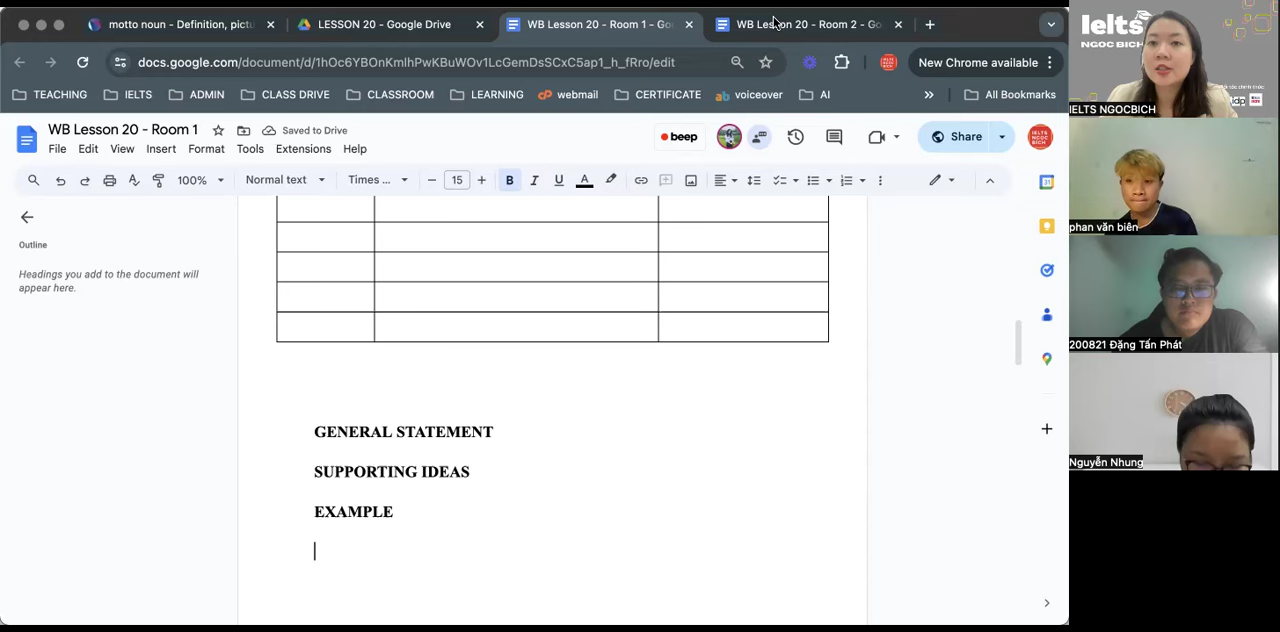 motto noun - Definition, pictu
LESSON 20 - Google Drive
WB Lesson 20 - Room 1 - Go
WB Lesson 20 - Room 2 - Go
docs.google.com/document/d/1hOc6YBOnKmlhPwKBuWOv1LcGemDsSCxC5ap1_h_fRro/edit
New Chrome available
TEACHING
IELTS
ADMIN
CLASS DRIVE
CLASSROOM
LEARNING
webmail
CERTIFICATE
voiceover
AI
All Bookmarks
WB Lesson 20 - Room 1
Saved to Drive
File Edit View Insert Format Tools Extensions Help
beep
Share
100%
Normal text
Times ...
15
B I U A
Outline
Headings you add to the document will
appear here.
GENERAL STATEMENT
SUPPORTING IDEAS
EXAMPLE
Ielts
NGOC BICH
idp
IELTS NGOCBICH
phan văn biên
200821 Đặng Tấn Phát
Nguyễn Nhung